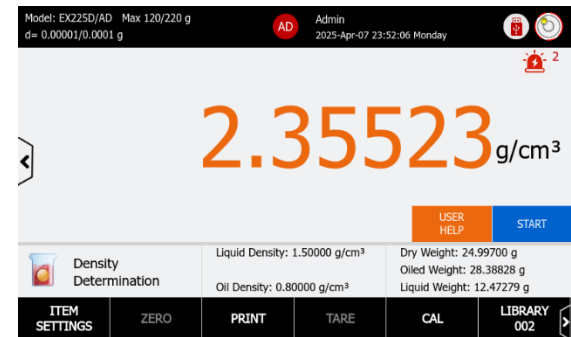 Model: EX225D/AD Max 120/220 g
d= 0.00001/0.0001 g
AD
Admin
2025-Apr-07 23:52:06 Monday
2
2.35523 g/cm³
USER
HELP
START
Density
Determination
Liquid Density: 1.50000 g/cm³
Oil Density: 0.80000 g/cm³
Dry Weight: 24.99700 g
Oiled Weight: 28.38828 g
Liquid Weight: 12.47279 g
ITEM
SETTINGS
ZERO
PRINT
TARE
CAL
LIBRARY
002